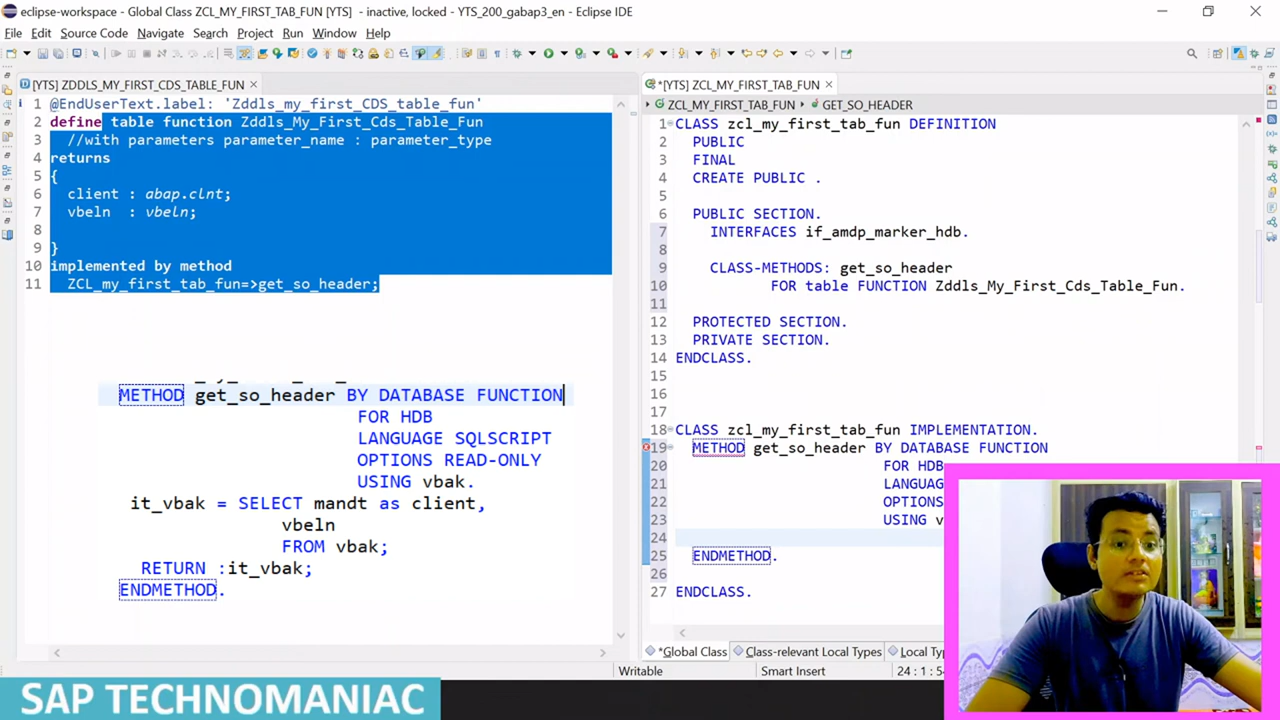 eclipse-workspace - Global Class ZCL_MY_FIRST_TAB_FUN [YTS] - inactive, locked - YTS_200_gabap3_en - Eclipse IDE
File Edit Source Code Navigate Search Project Run Window Help
[YTS] ZDDLS_MY_FIRST_CDS_TABLE_FUN
1 @EndUserText.label: 'Zddls_my_first_CDS_table_fun'
2 define table function Zddls_My_First_Cds_Table_Fun
3 //with parameters parameter_name : parameter_type
4 returns
5 {
6 client : abap.clnt;
7 vbeln : vbeln;
8
9 }
10 implemented by method
11 ZCL_my_first_tab_fun=>get_so_header;
METHOD get_so_header BY DATABASE FUNCTION
FOR HDB
LANGUAGE SQLSCRIPT
OPTIONS READ-ONLY
USING vbak.
it_vbak = SELECT mandt as client,
vbeln
FROM vbak;
RETURN :it_vbak;
ENDMETHOD.
*[YTS] ZCL_MY_FIRST_TAB_FUN
ZCL_MY_FIRST_TAB_FUN GET_SO_HEADER
1 CLASS zcl_my_first_tab_fun DEFINITION
2 PUBLIC
3 FINAL
4 CREATE PUBLIC .
5
6 PUBLIC SECTION.
7 INTERFACES if_amdp_marker_hdb.
8
9 CLASS-METHODS: get_so_header
10 FOR table FUNCTION Zddls_My_First_Cds_Table_Fun.
11
12 PROTECTED SECTION.
13 PRIVATE SECTION.
14 ENDCLASS.
15
16
17
18 CLASS zcl_my_first_tab_fun IMPLEMENTATION.
19 METHOD get_so_header BY DATABASE FUNCTION
20 FOR HDB
21 LANGUAGE
22 OPTIONS
23 USING v
24
25 ENDMETHOD.
26
27 ENDCLASS.
*Global Class Class-relevant Local Types Local Ty
Writable Smart Insert 24 : 1 : 54
SAP TECHNOMANIAC